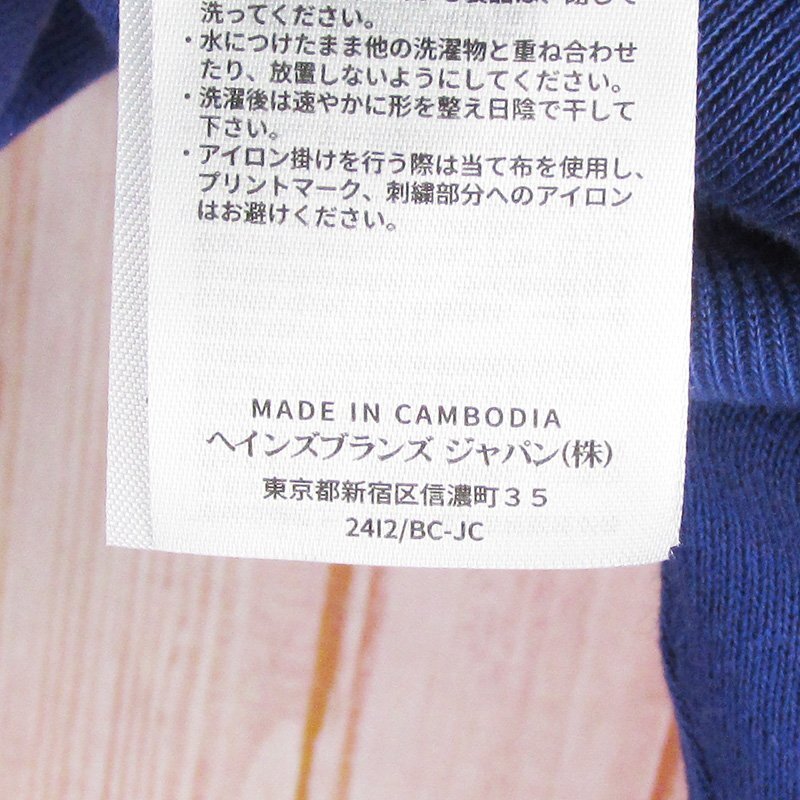 洗ってください。
・水につけたまま他の洗濯物と重ね合わせ
たり、放置しないようにしてください。
・洗濯後は速やかに形を整え日陰で干して
下さい。
・アイロン掛けを行う際は当て布を使用し、
プリントマーク、刺繍部分へのアイロン
はお避けください。
MADE IN CAMBODIA
ヘインズブランズ ジャパン(株)
東京都新宿区信濃町35
2412/BC-JC